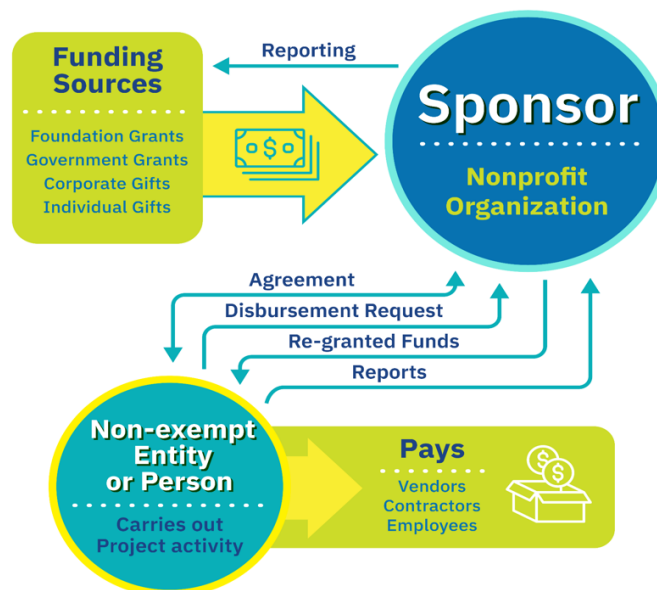 Funding
Sources
Foundation Grants
Government Grants
Corporate Gifts
Individual Gifts
Reporting
$
Sponsor
Nonprofit
Organization
Agreement
Disbursement Request
Re-granted Funds
Reports
Non-exempt
Entity
or Person
Carries out
Project activity
Pays
Vendors
Contractors
Employees
$
$